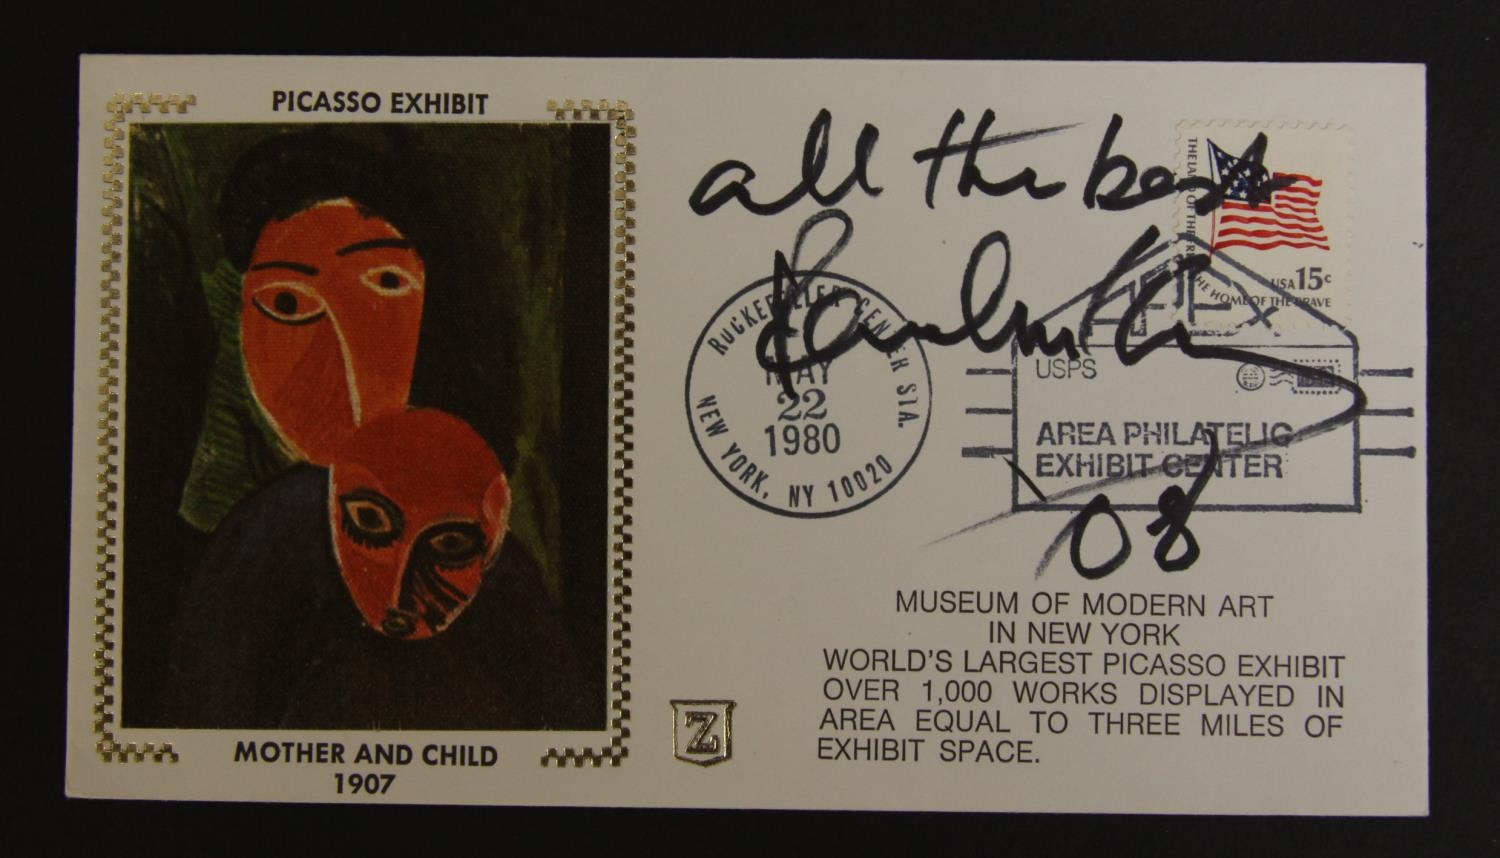 PICASSO EXHIBIT
MOTHER AND CHILD
1907
all the best
08
THE LAND OF THE FREE
THE HOME OF THE BRAVE
USA 15c
ROCKEFELLER CENTER STA.
MAY
22
1980
NEW YORK, NY 10020
APEX
USPS
AREA PHILATELIC
EXHIBIT CENTER
Z
MUSEUM OF MODERN ART
IN NEW YORK
WORLD'S LARGEST PICASSO EXHIBIT
OVER 1,000 WORKS DISPLAYED IN
AREA EQUAL TO THREE MILES OF
EXHIBIT SPACE.